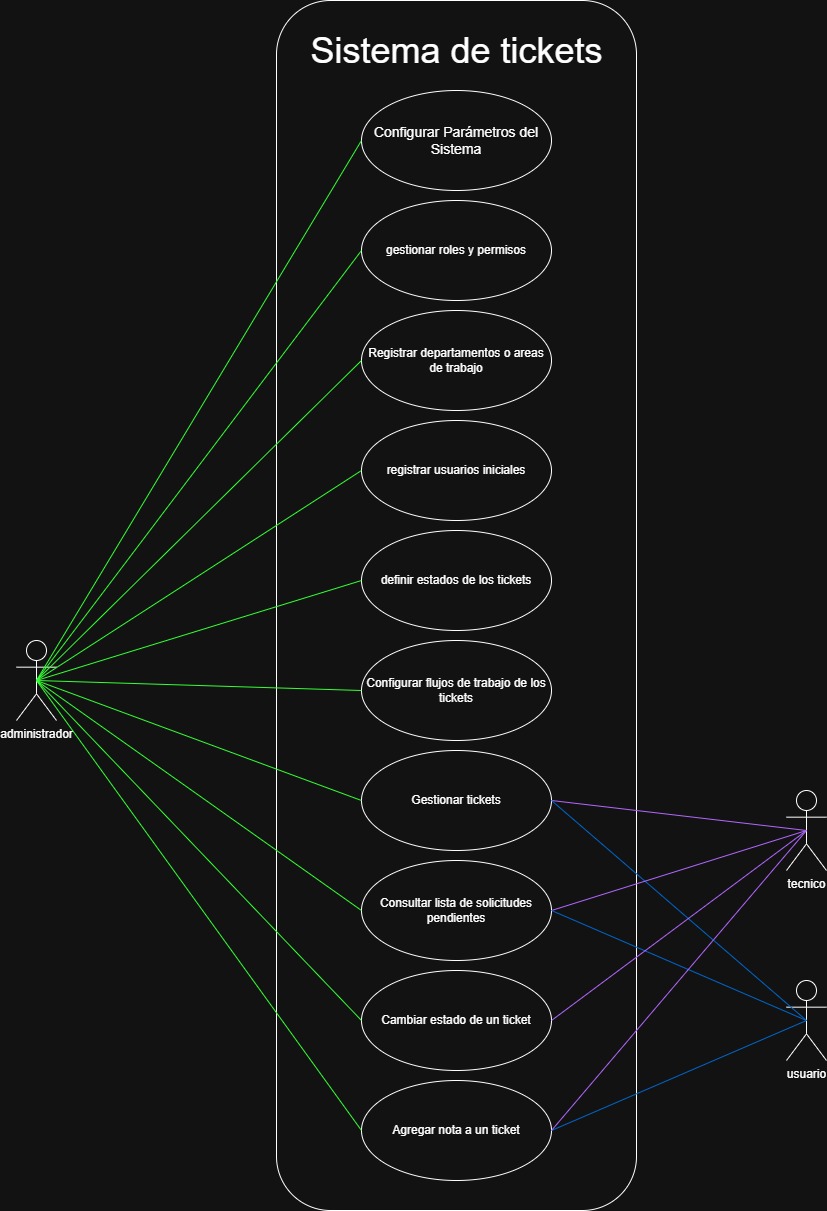 Sistema de tickets
Configurar Parámetros del
Sistema
gestionar roles y permisos
Registrar departamentos o areas
de trabajo
registrar usuarios iniciales
definir estados de los tickets
Configurar flujos de trabajo de los
tickets
administrador
Gestionar tickets
tecnico
Consultar lista de solicitudes
pendientes
Cambiar estado de un ticket
usuario
Agregar nota a un ticket